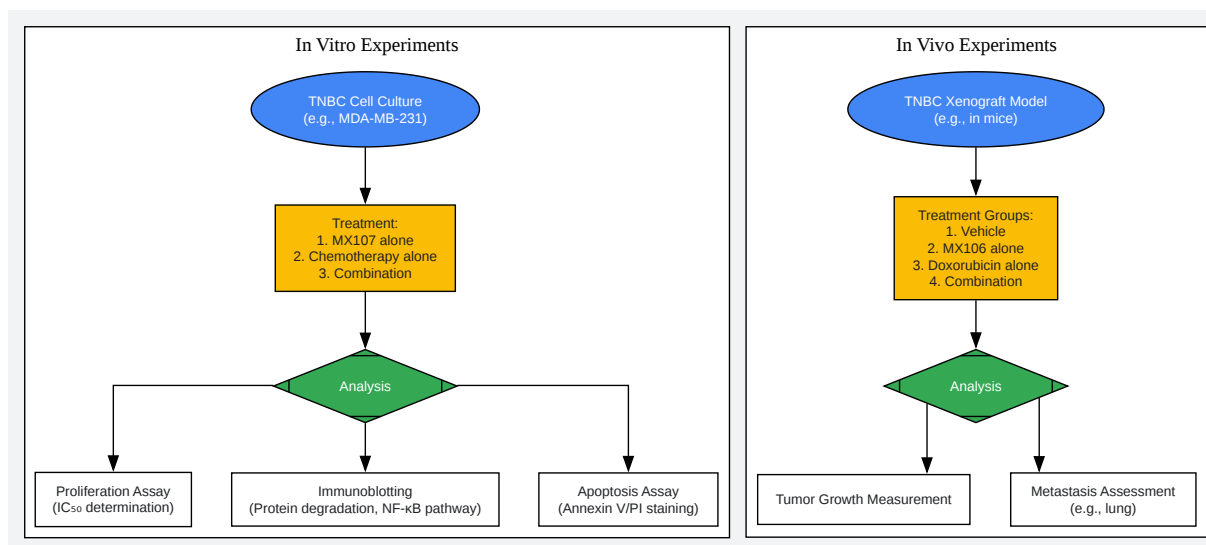 In Vitro Experiments
TNBC Cell Culture
(e.g., MDA-MB-231)
Treatment:
1. MX107 alone
2. Chemotherapy alone
3. Combination
Analysis
Proliferation Assay
(IC₅₀ determination)
Immunoblotting
(Protein degradation, NF-κB pathway)
Apoptosis Assay
(Annexin V/PI staining)
In Vivo Experiments
TNBC Xenograft Model
(e.g., in mice)
Treatment Groups:
1. Vehicle
2. MX106 alone
3. Doxorubicin alone
4. Combination
Analysis
Tumor Growth Measurement
Metastasis Assessment
(e.g., lung)